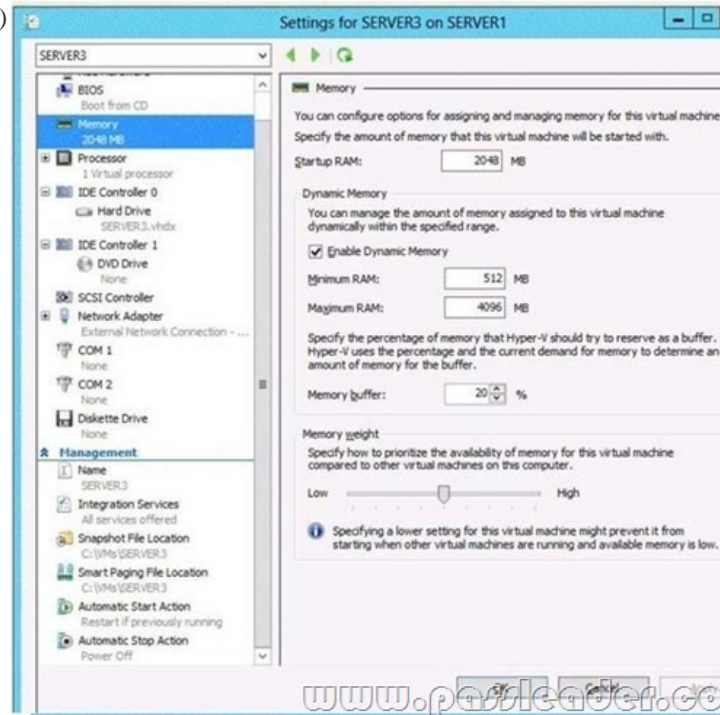 )
Settings for SERVER3 on SERVER1
SERVER3
BIOS
Boot from CD
Memory
2048 MB
Processor
1 Virtual processor
IDE Controller 0
Hard Drive
SERVER3.vhdx
IDE Controller 1
DVD Drive
None
SCSI Controller
Network Adapter
External Network Connection - ...
COM 1
None
COM 2
None
Diskette Drive
None
Management
Name
SERVER3
Integration Services
All services offered
Snapshot File Location
C:\VMs\SERVER3
Smart Paging File Location
C:\VMs\SERVER3
Automatic Start Action
Restart if previously running
Automatic Stop Action
Power Off
Memory
You can configure options for assigning and managing memory for this virtual machine
Specify the amount of memory that this virtual machine will be started with.
Startup RAM: 2048 MB
Dynamic Memory
You can manage the amount of memory assigned to this virtual machine
dynamically within the specified range.
Enable Dynamic Memory
Minimum RAM: 512 MB
Maximum RAM: 4096 MB
Specify the percentage of memory that Hyper-V should try to reserve as a buffer.
Hyper-V uses the percentage and the current demand for memory to determine an
amount of memory for the buffer.
Memory buffer: 20 %
Memory weight
Specify how to prioritize the availability of memory for this virtual machine
compared to other virtual machines on this computer.
Low High
Specifying a lower setting for this virtual machine might prevent it from
starting when other virtual machines are running and available memory is low.
OK Cancel
www.passleader.co